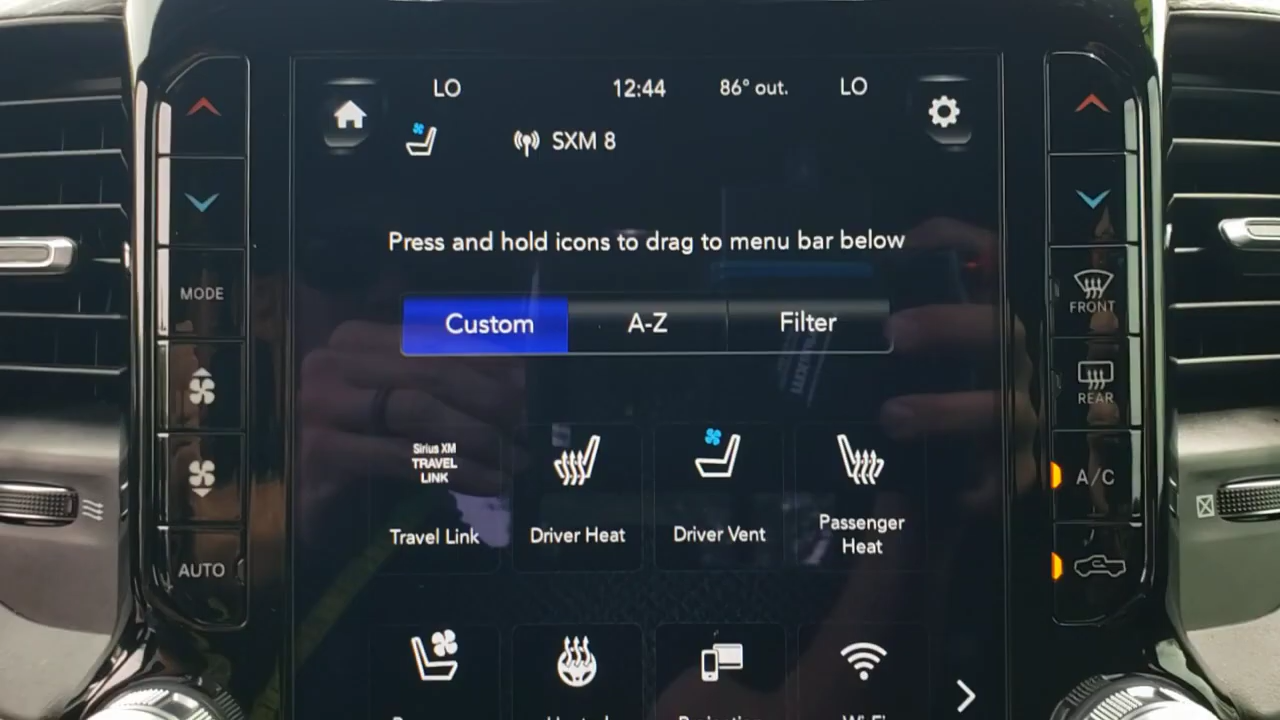 LO 12:44 86° out. LO
SXM 8
Press and hold icons to drag to menu bar below
Custom A-Z Filter
MODE
FRONT
REAR
Sirius XM
TRAVEL
LINK
A/C
Travel Link Driver Heat Driver Vent Passenger
Heat
AUTO